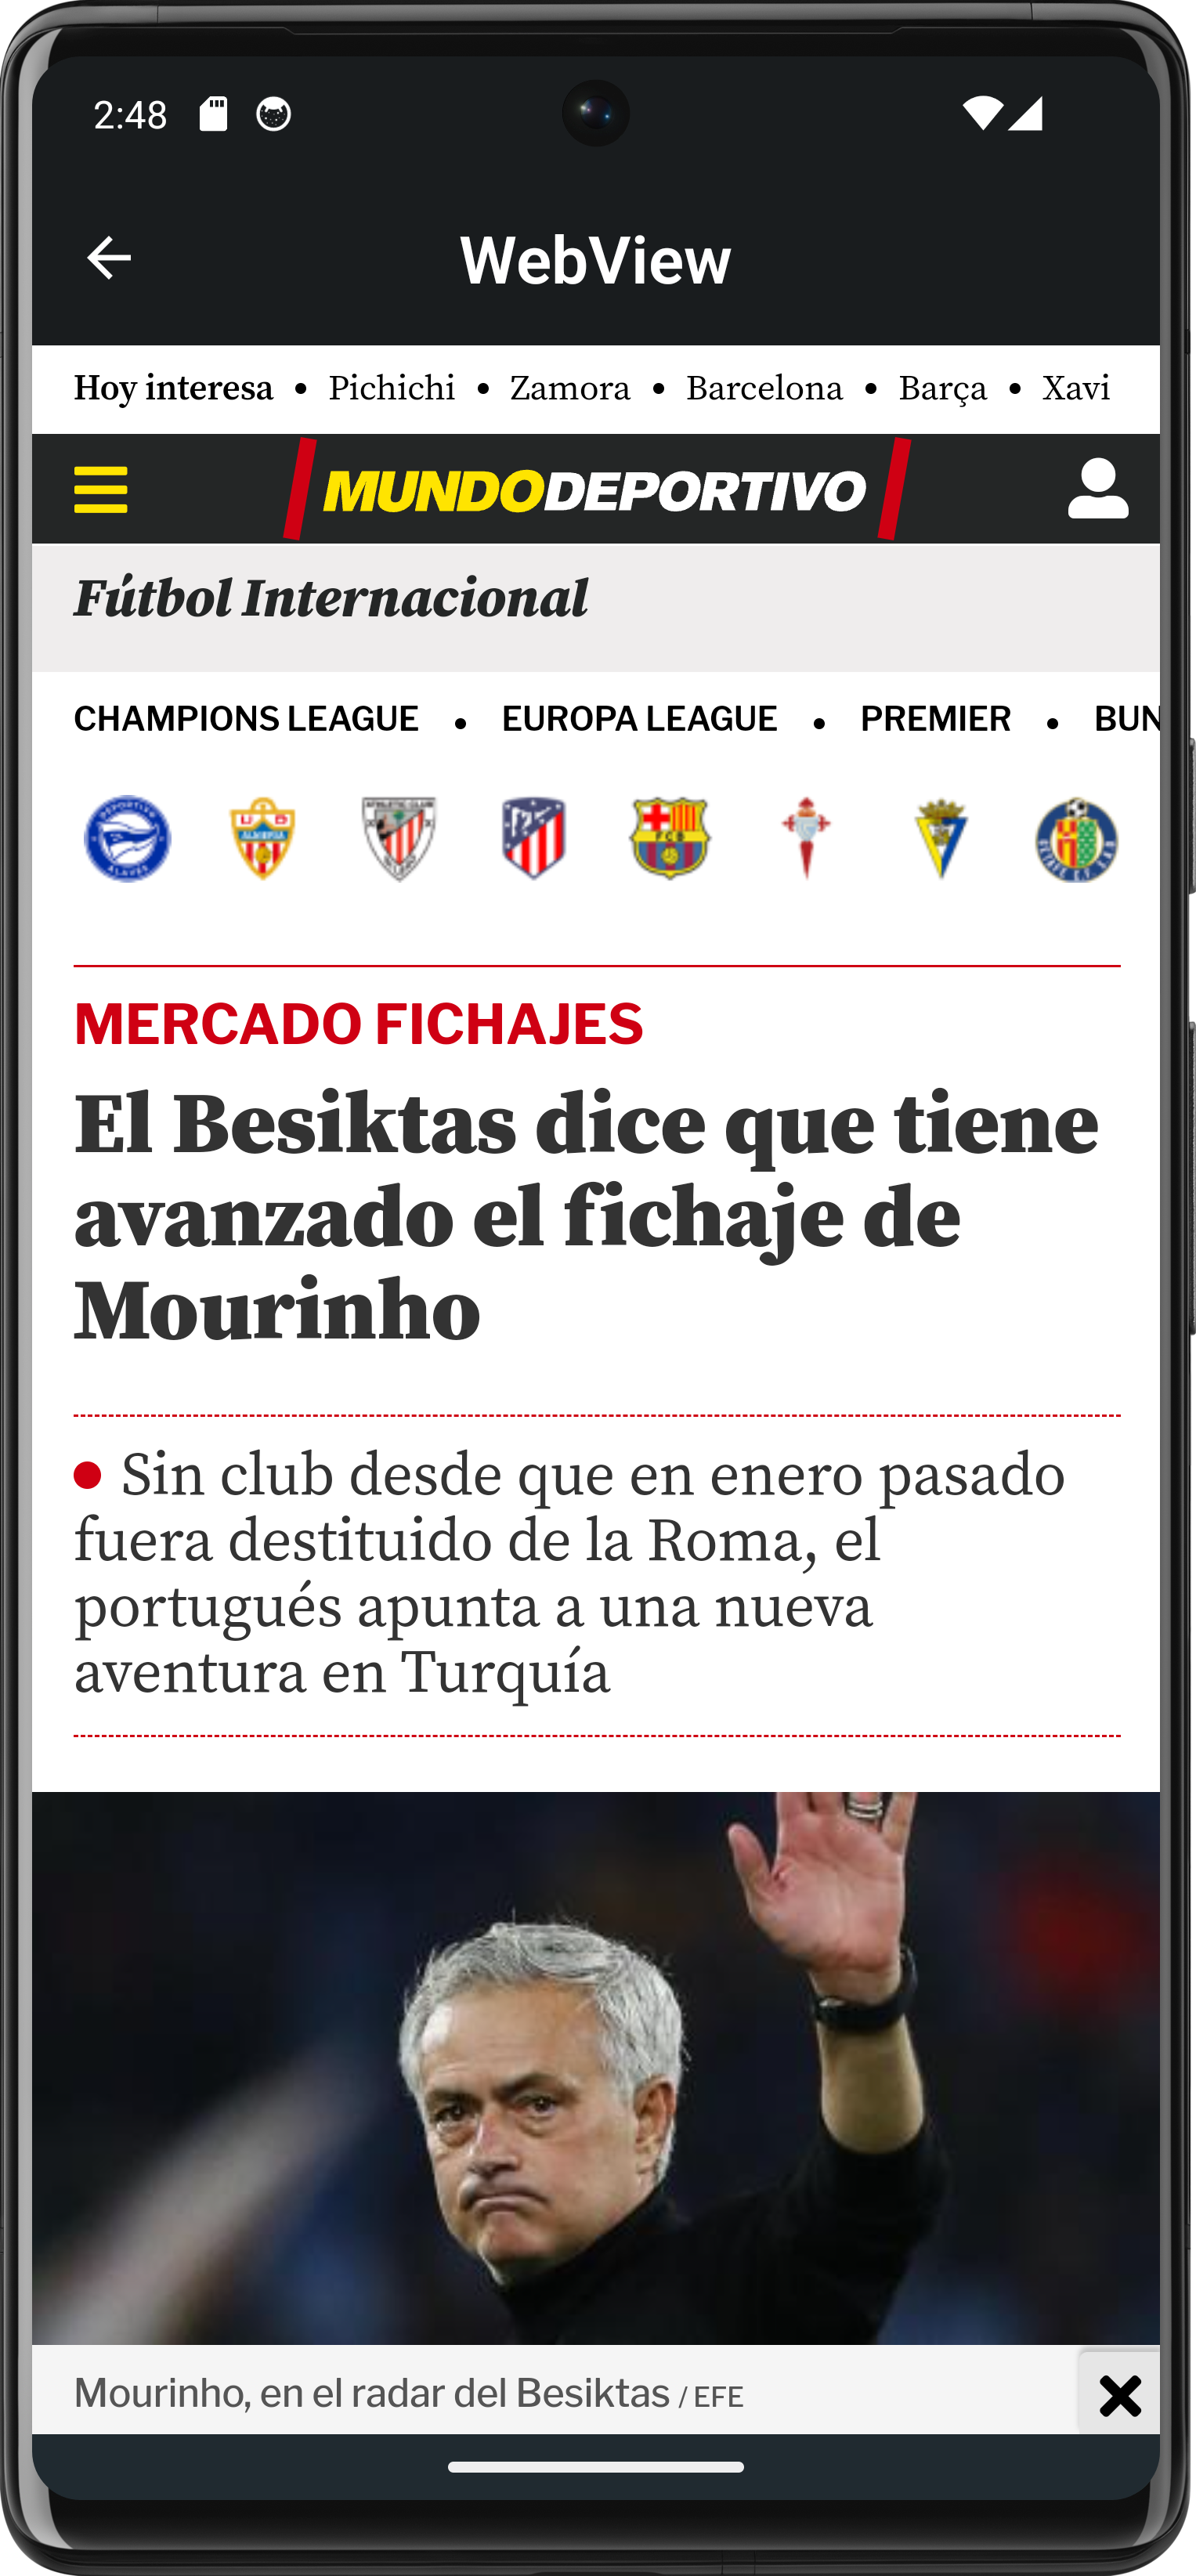 2:48
WebView
Hoy interesa • Pichichi • Zamora • Barcelona • Barça • Xavi
MUNDODEPORTIVO
Fútbol Internacional
CHAMPIONS LEAGUE • EUROPA LEAGUE • PREMIER • BUN
MERCADO FICHAJES
El Besiktas dice que tiene
avanzado el fichaje de
Mourinho
• Sin club desde que en enero pasado
fuera destituido de la Roma, el
portugués apunta a una nueva
aventura en Turquía
Mourinho, en el radar del Besiktas / EFE